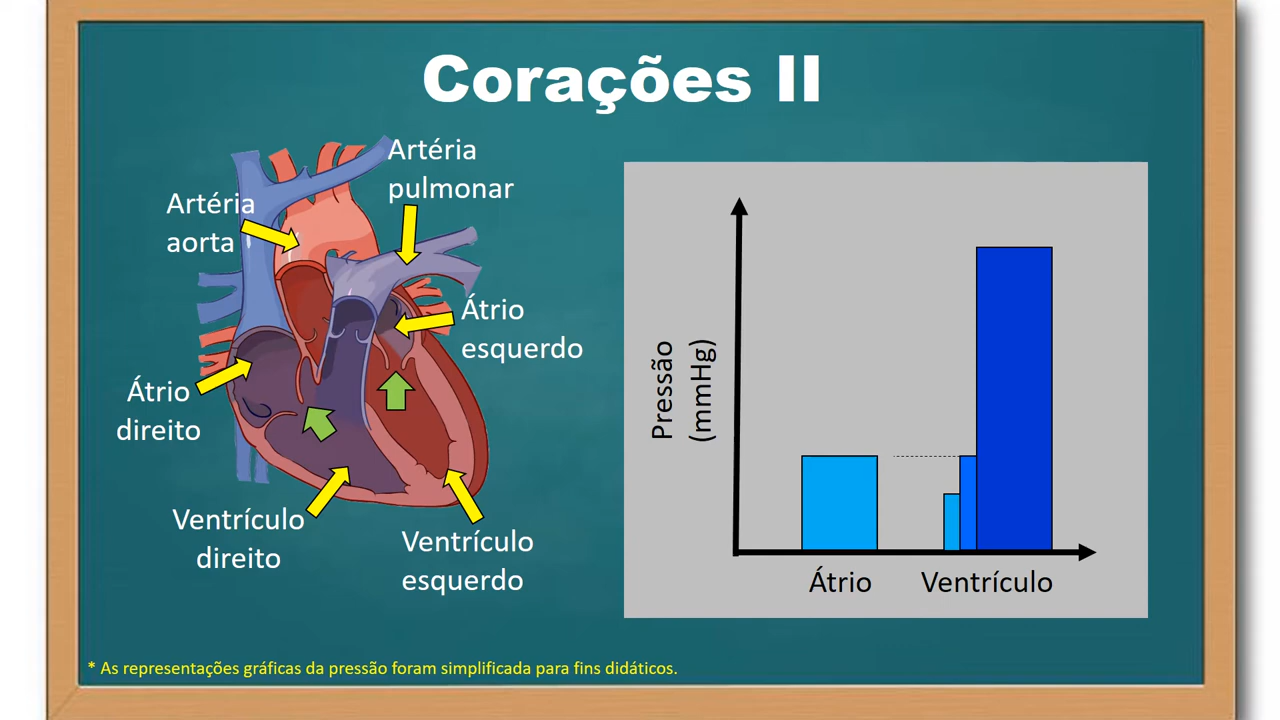 Corações II
Artéria
pulmonar
Artéria
aorta
Átrio
esquerdo
Átrio
direito
Ventrículo
direito
Ventrículo
esquerdo
Pressão
(mmHg)
Átrio
Ventrículo
* As representações gráficas da pressão foram simplificada para fins didáticos.